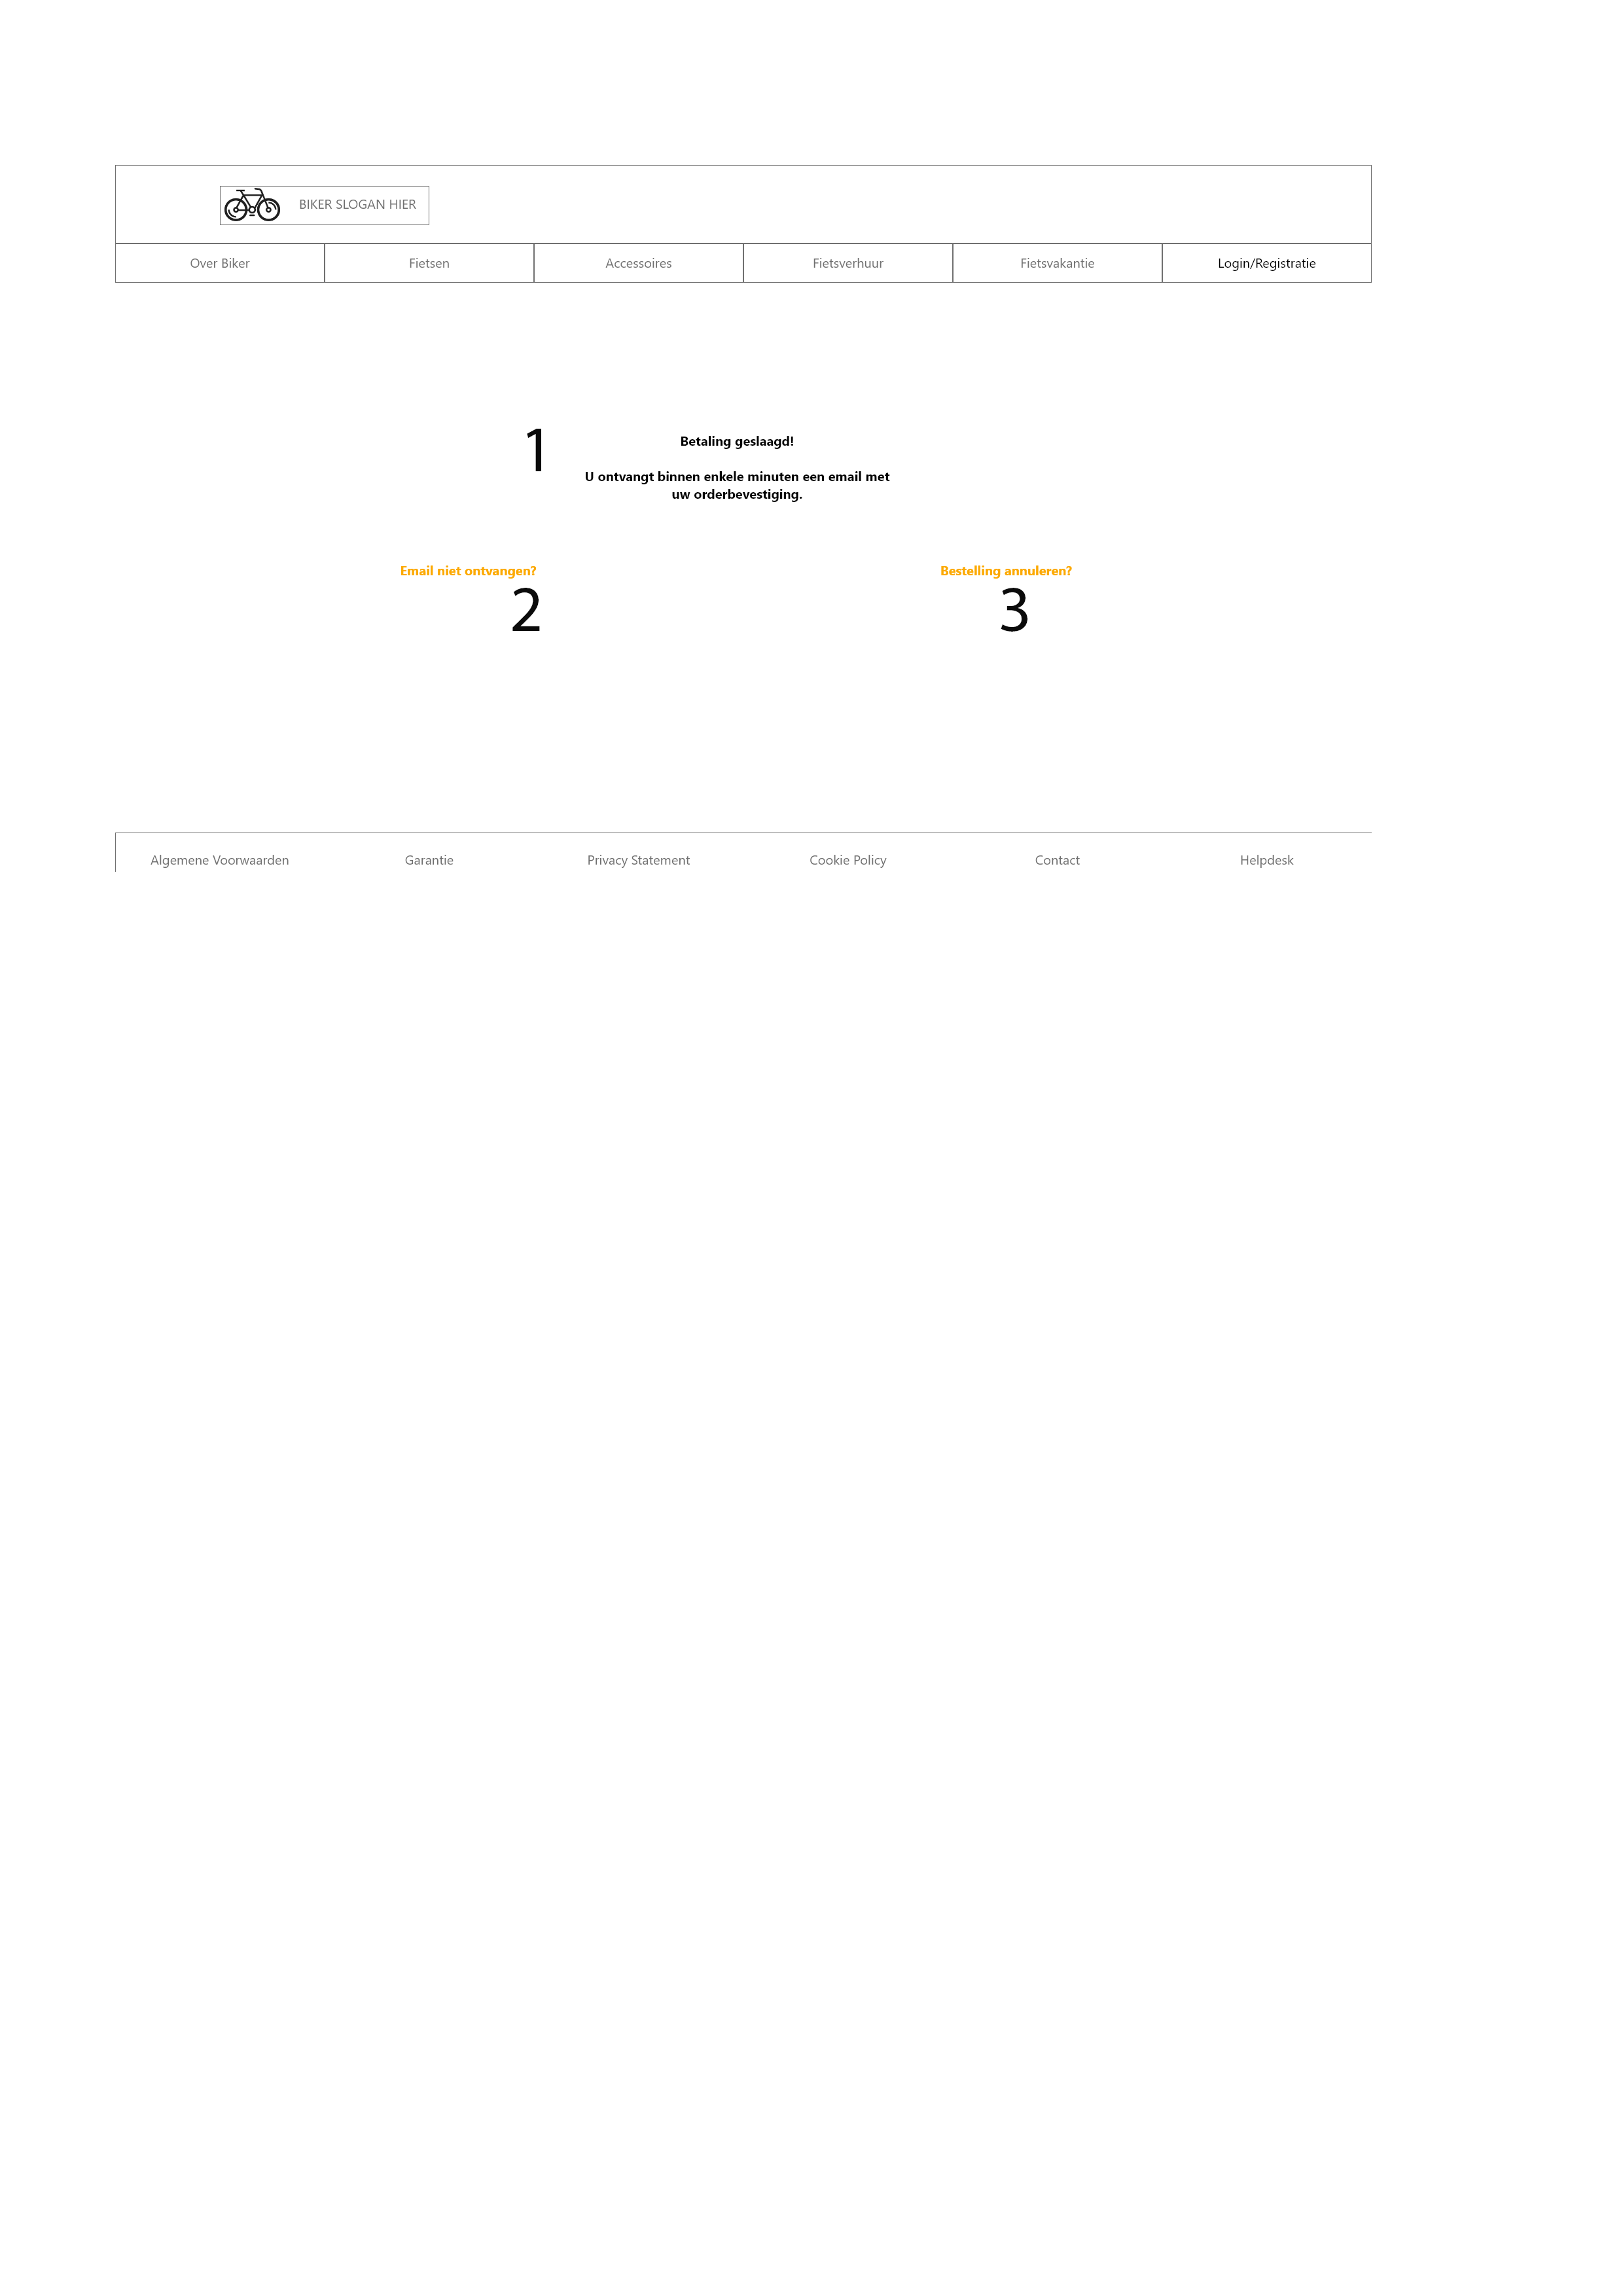 BIKER SLOGAN HIER
Over Biker
Fietsen
Accessoires
Fietsverhuur
Fietsvakantie
Login/Registratie
1
Betaling geslaagd!
U ontvangt binnen enkele minuten een email met
uw orderbevestiging.
Email niet ontvangen?
Bestelling annuleren?
2
3
Algemene Voorwaarden
Garantie
Privacy Statement
Cookie Policy
Contact
Helpdesk